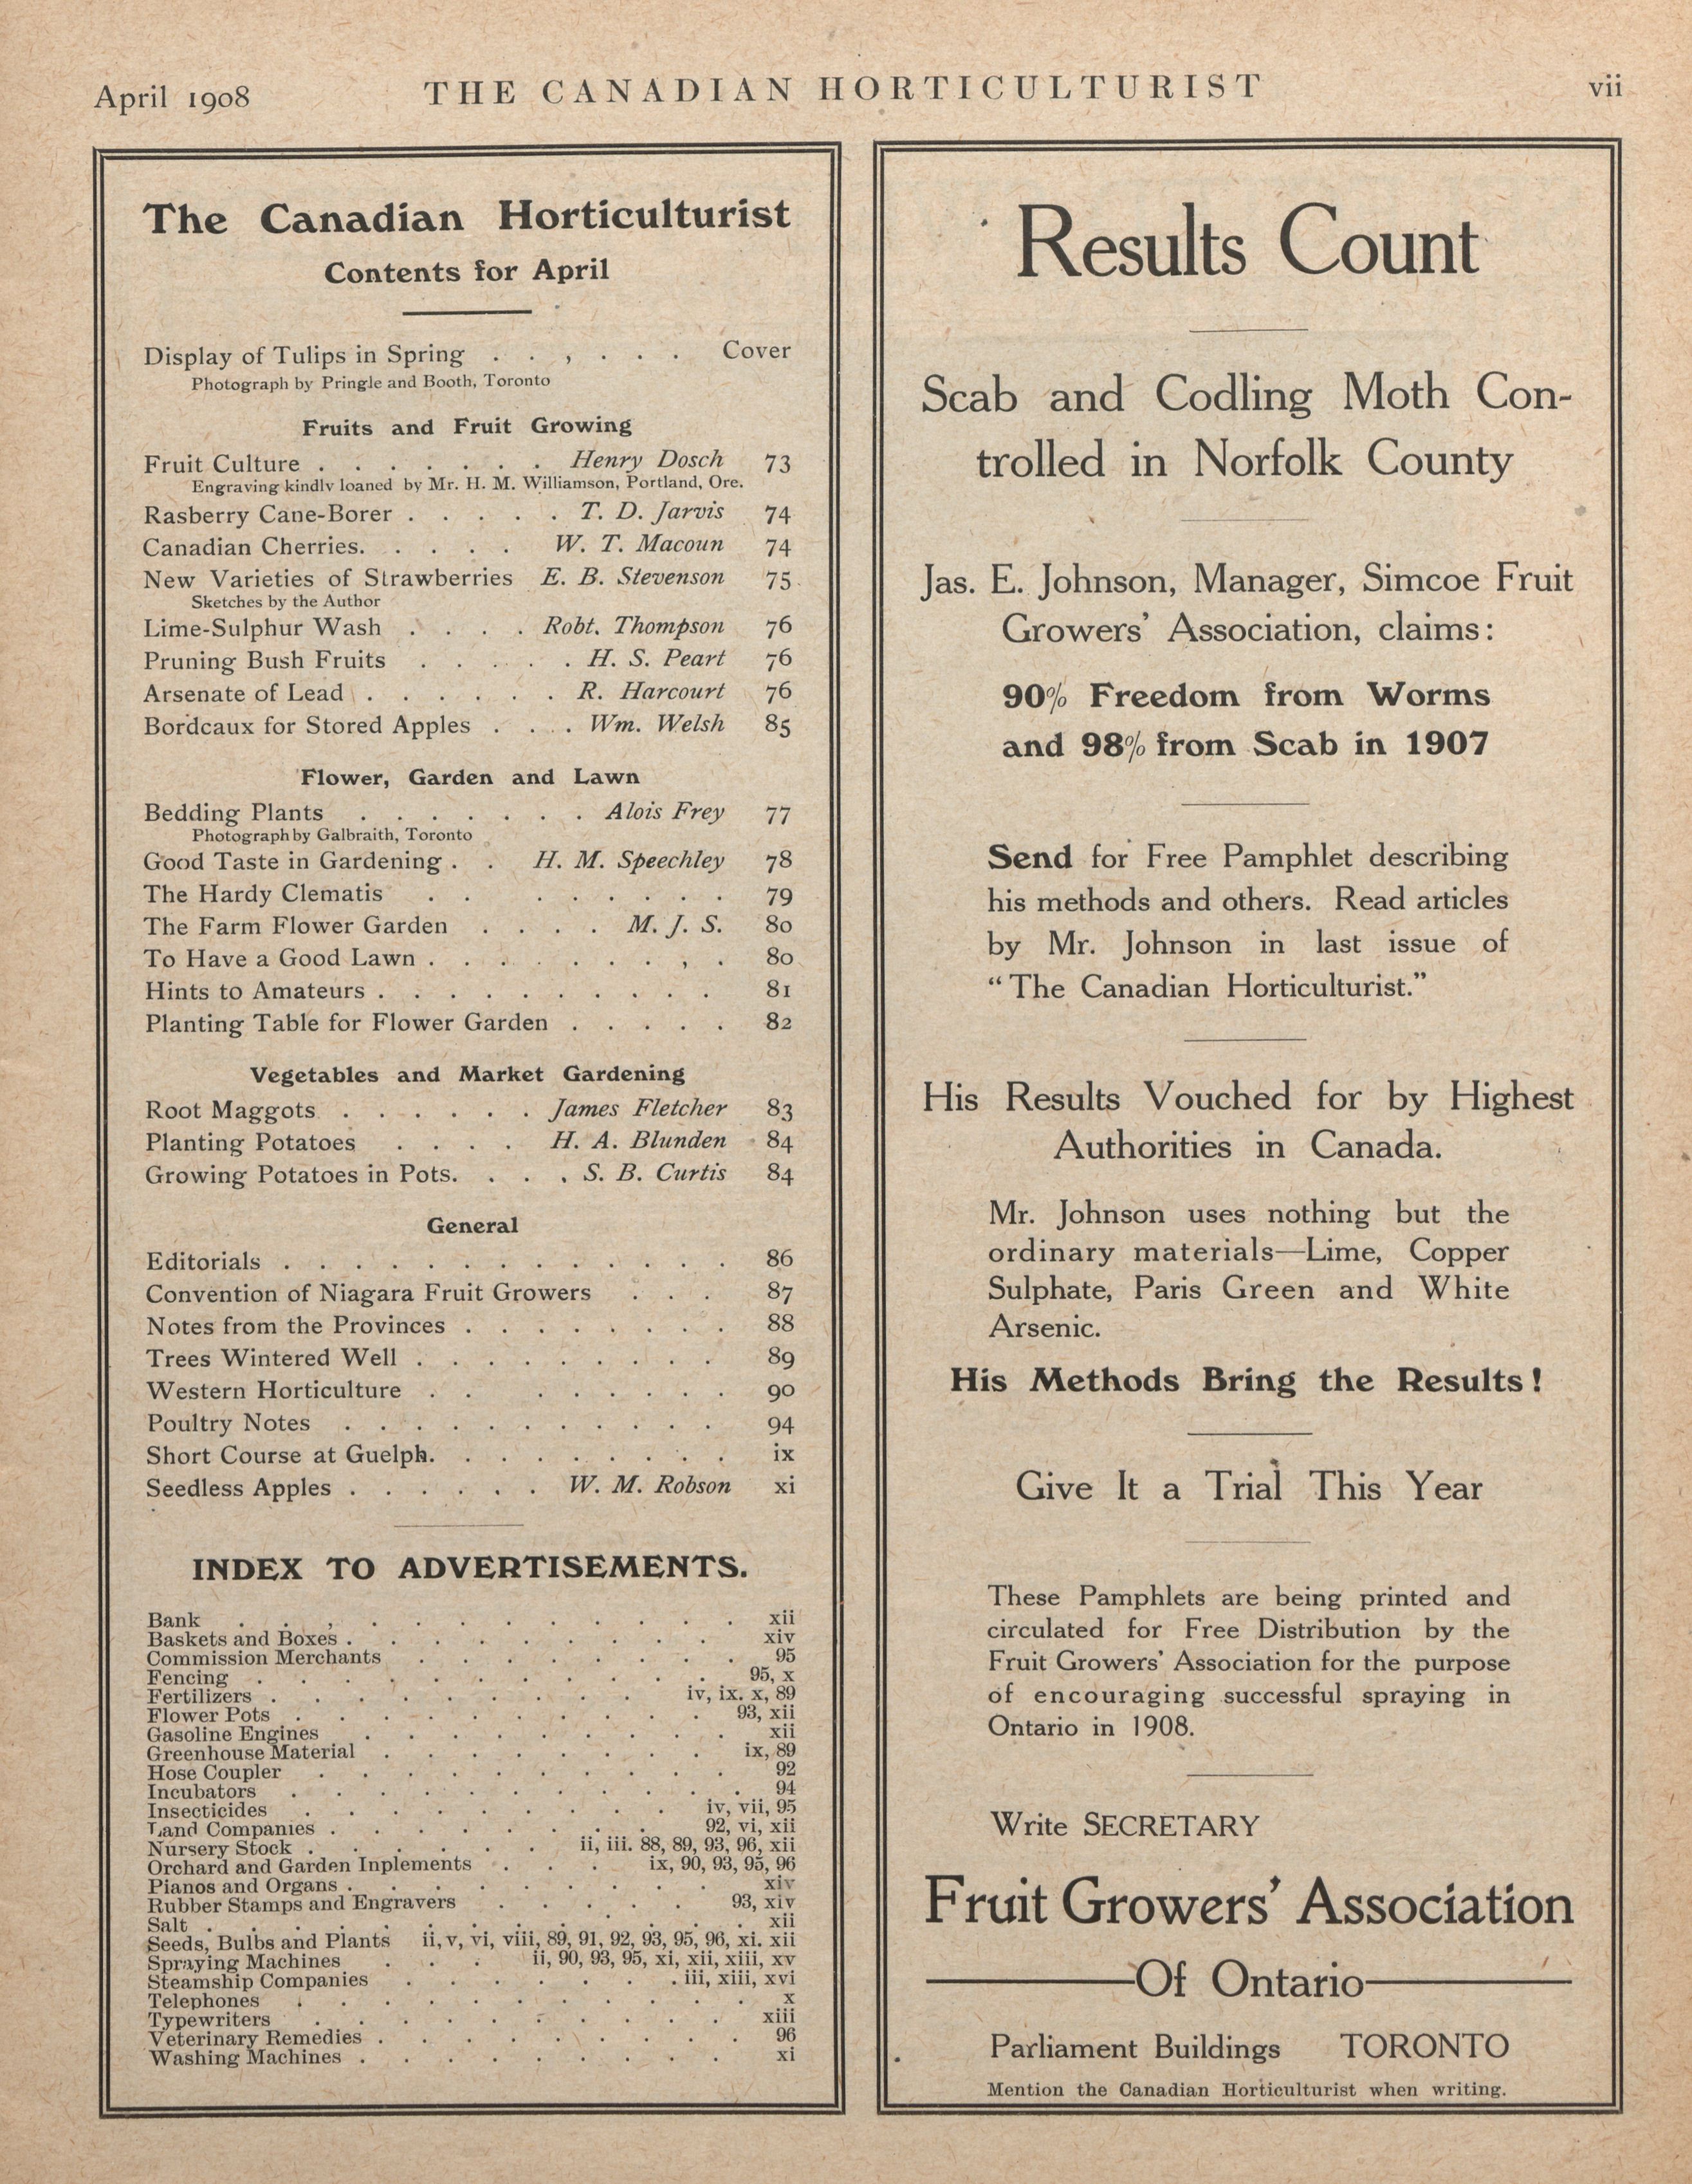 April 1908
THE CANADIAN HORTICULTURIST
vii
The Canadian Horticulturist
Contents for April
Display of Tulips in Spring . . , . . . Cover
Photograph by Pringle and Booth, Toronto
Fruits and Fruit Growing
Fruit Culture . . . . . . . Henry Dosch 73
Engraving kindly loaned by Mr. H. M. Williamson, Portland, Ore.
Rasberry Cane-Borer . . . . . T. D. Jarvis 74
Canadian Cherries. . . . . W. T. Macoun 74
New Varieties of Strawberries E. B. Stevenson 75
Sketches by the Author
Lime-Sulphur Wash . . . . Robt. Thompson 76
Pruning Bush Fruits . . . . . H. S. Peart 76
Arsenate of Lead . . . . . . R. Harcourt 76
Bordcaux for Stored Apples . . . Wm. Welsh 85
Flower, Garden and Lawn
Bedding Plants . . . . . . . Alois Frey 77
Photograph by Galbraith, Toronto
Good Taste in Gardening . . H. M. Speechley 78
The Hardy Clematis . . . . . . . . 79
The Farm Flower Garden . . . . M. J. S. 80
To Have a Good Lawn . . . . . . . . , . 80
Hints to Amateurs . . . . . . . . . . 81
Planting Table for Flower Garden . . . . . 82
Vegetables and Market Gardening
Root Maggots . . . . . . James Fletcher 83
Planting Potatoes . . . . H. A. Blunden 84
Growing Potatoes in Pots. . . . S. B. Curtis 84
General
Editorials . . . . . . . . . . . . . 86
Convention of Niagara Fruit Growers . . . 87
Notes from the Provinces . . . . . . . . 88
Trees Wintered Well . . . . . . . . . 89
Western Horticulture . . . . . . . . 90
Poultry Notes . . . . . . . . . . . 94
Short Course at Guelph. . . . . . . . . ix
Seedless Apples . . . . . . W. M. Robson xi
INDEX TO ADVERTISEMENTS.
Bank . . , . . . . . . . . . xii
Baskets and Boxes . . . . . . . . . xiv
Commission Merchants . . . . . . . . 95
Fencing . . . . . . . . . . . 95, x
Fertilizers . . . . . . . . . iv, ix. x, 89
Flower Pots . . . . . . . . . . 93, xii
Gasoline Engines . . . . . . . . . xii
Greenhouse Material . . . . . . . . ix, 89
Hose Coupler . . . . . . . . . . 92
Incubators . . . . . . . . . . . 94
Insecticides . . . . . . . . . iv, vii, 95
Land Companies . . . . . . . . 92, vi, xii
Nursery Stock . . . . . . ii, iii. 88, 89, 93, 96, xii
Orchard and Garden Inplements . . . ix, 90, 93, 95, 96
Pianos and Organs . . . . . . . . . xiv
Rubber Stamps and Engravers . . . . . 93, xiv
Salt . . . . . . . . . . . . . xii
Seeds, Bulbs and Plants ii, v, vi, viii, 89, 91, 92, 93, 95, 96, xi. xii
Spraying Machines . . . ii, 90, 93, 95, xi, xii, xiii, xv
Steamship Companies . . . . . . . iii, xiii, xvi
Telephones . . . . . . . . . . . x
Typewriters . . . . . . . . . . xiii
Veterinary Remedies . . . . . . . . . 96
Washing Machines . . . . . . . . . xi
Results Count
Scab and Codling Moth Con-
trolled in Norfolk County
Jas. E. Johnson, Manager, Simcoe Fruit
Growers' Association, claims:
90% Freedom from Worms
and 98% from Scab in 1907
Send for Free Pamphlet describing
his methods and others. Read articles
by Mr. Johnson in last issue of
"The Canadian Horticulturist."
His Results Vouched for by Highest
Authorities in Canada.
Mr. Johnson uses nothing but the
ordinary materials—Lime, Copper
Sulphate, Paris Green and White
Arsenic.
His Methods Bring the Results!
Give It a Trial This Year
These Pamphlets are being printed and
circulated for Free Distribution by the
Fruit Growers' Association for the purpose
of encouraging successful spraying in
Ontario in 1908.
Write SECRETARY
Fruit Growers' Association
Of Ontario
Parliament Buildings TORONTO
Mention the Canadian Horticulturist when writing.